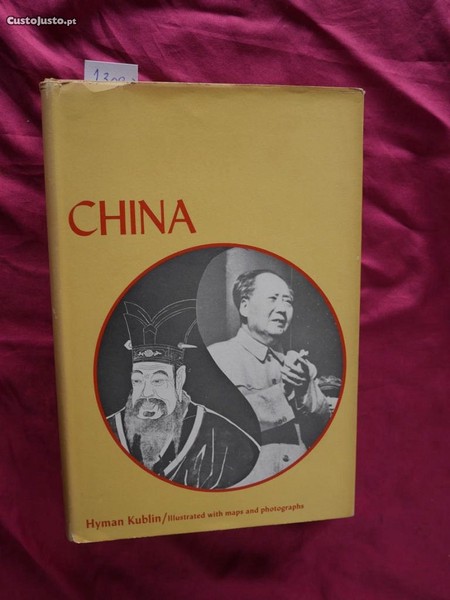 CustoJusto.pt
CHINA
Hyman Kublin/Illustrated with maps and photographs